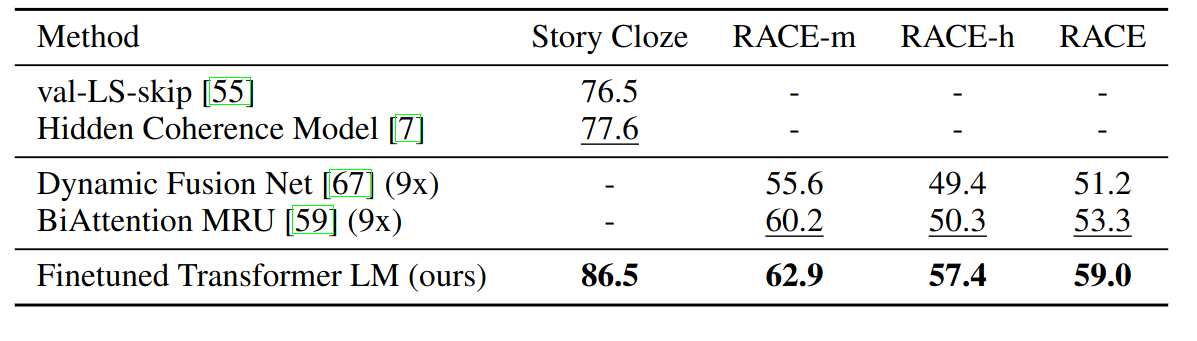 Method Story Cloze RACE-m RACE-h RACE
val-LS-skip [55] 76.5 - - -
Hidden Coherence Model [7] 77.6 - - -
Dynamic Fusion Net [67] (9x) - 55.6 49.4 51.2
BiAttention MRU [59] (9x) - 60.2 50.3 53.3
Finetuned Transformer LM (ours) 86.5 62.9 57.4 59.0